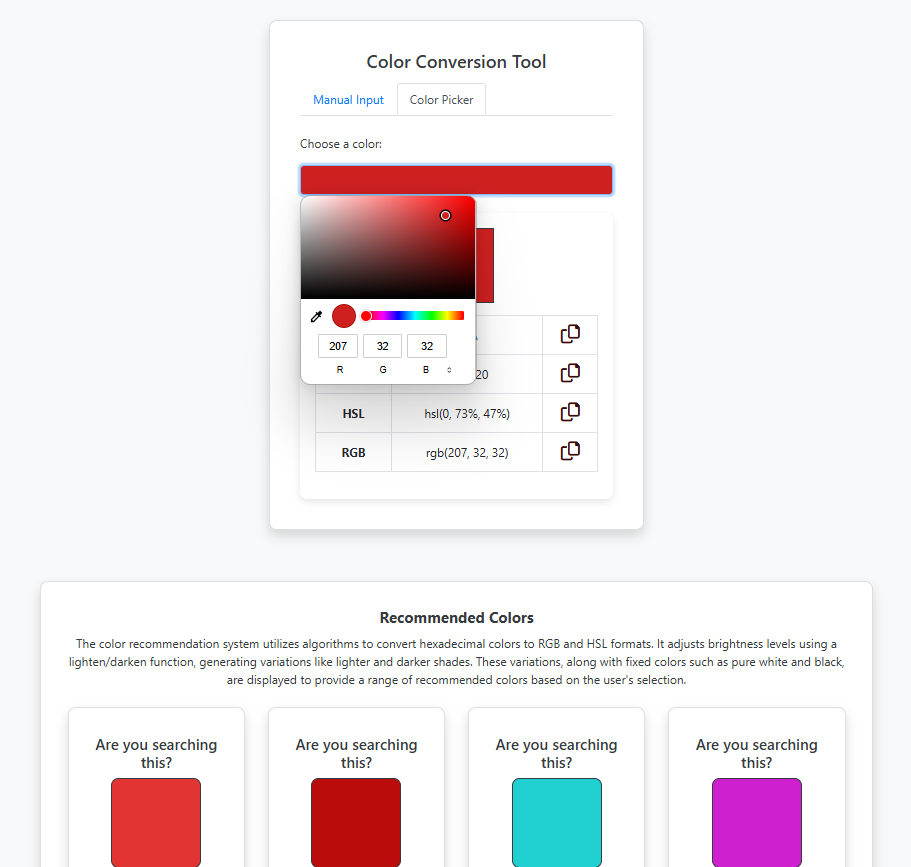 Color Conversion Tool
Manual Input Color Picker
Choose a color:
207 32 32
R G B
20
HSL hsl(0, 73%, 47%)
RGB rgb(207, 32, 32)
Recommended Colors
The color recommendation system utilizes algorithms to convert hexadecimal colors to RGB and HSL formats. It adjusts brightness levels using a
lighten/darken function, generating variations like lighter and darker shades. These variations, along with fixed colors such as pure white and black,
are displayed to provide a range of recommended colors based on the user's selection.
Are you searching
this?
Are you searching
this?
Are you searching
this?
Are you searching
this?